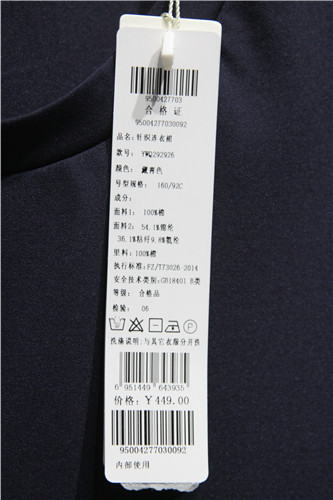 9500427703
合格证
95004277030092
品名:针织连衣裙
款号: YWQ292926
颜色: 藏青色
号型规格: 160/92C
成分:
面料1: 100%棉
面料2: 54.1%锦纶
36.1%粘纤9.8%氨纶
里料:100%棉
执行标准:FZ/T73026-2014
安全技术类别:GB18401 B类
等级: 合格品
检验: 06
洗涤说明:与其它衣服分开洗
6 951449 643935
价格: ¥449.00
95004277030092
内部使用